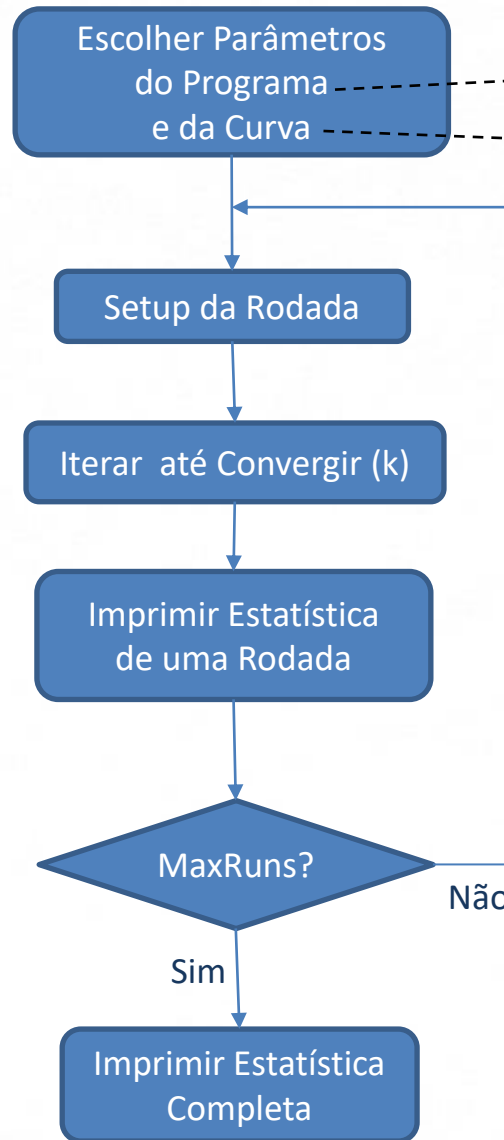 Escolher Parâmetros
do Programa
e da Curva
Setup da Rodada
Iterar até Convergir (k)
Imprimir Estatística
de uma Rodada
MaxRuns?
Não
Sim
Imprimir Estatística
Completa